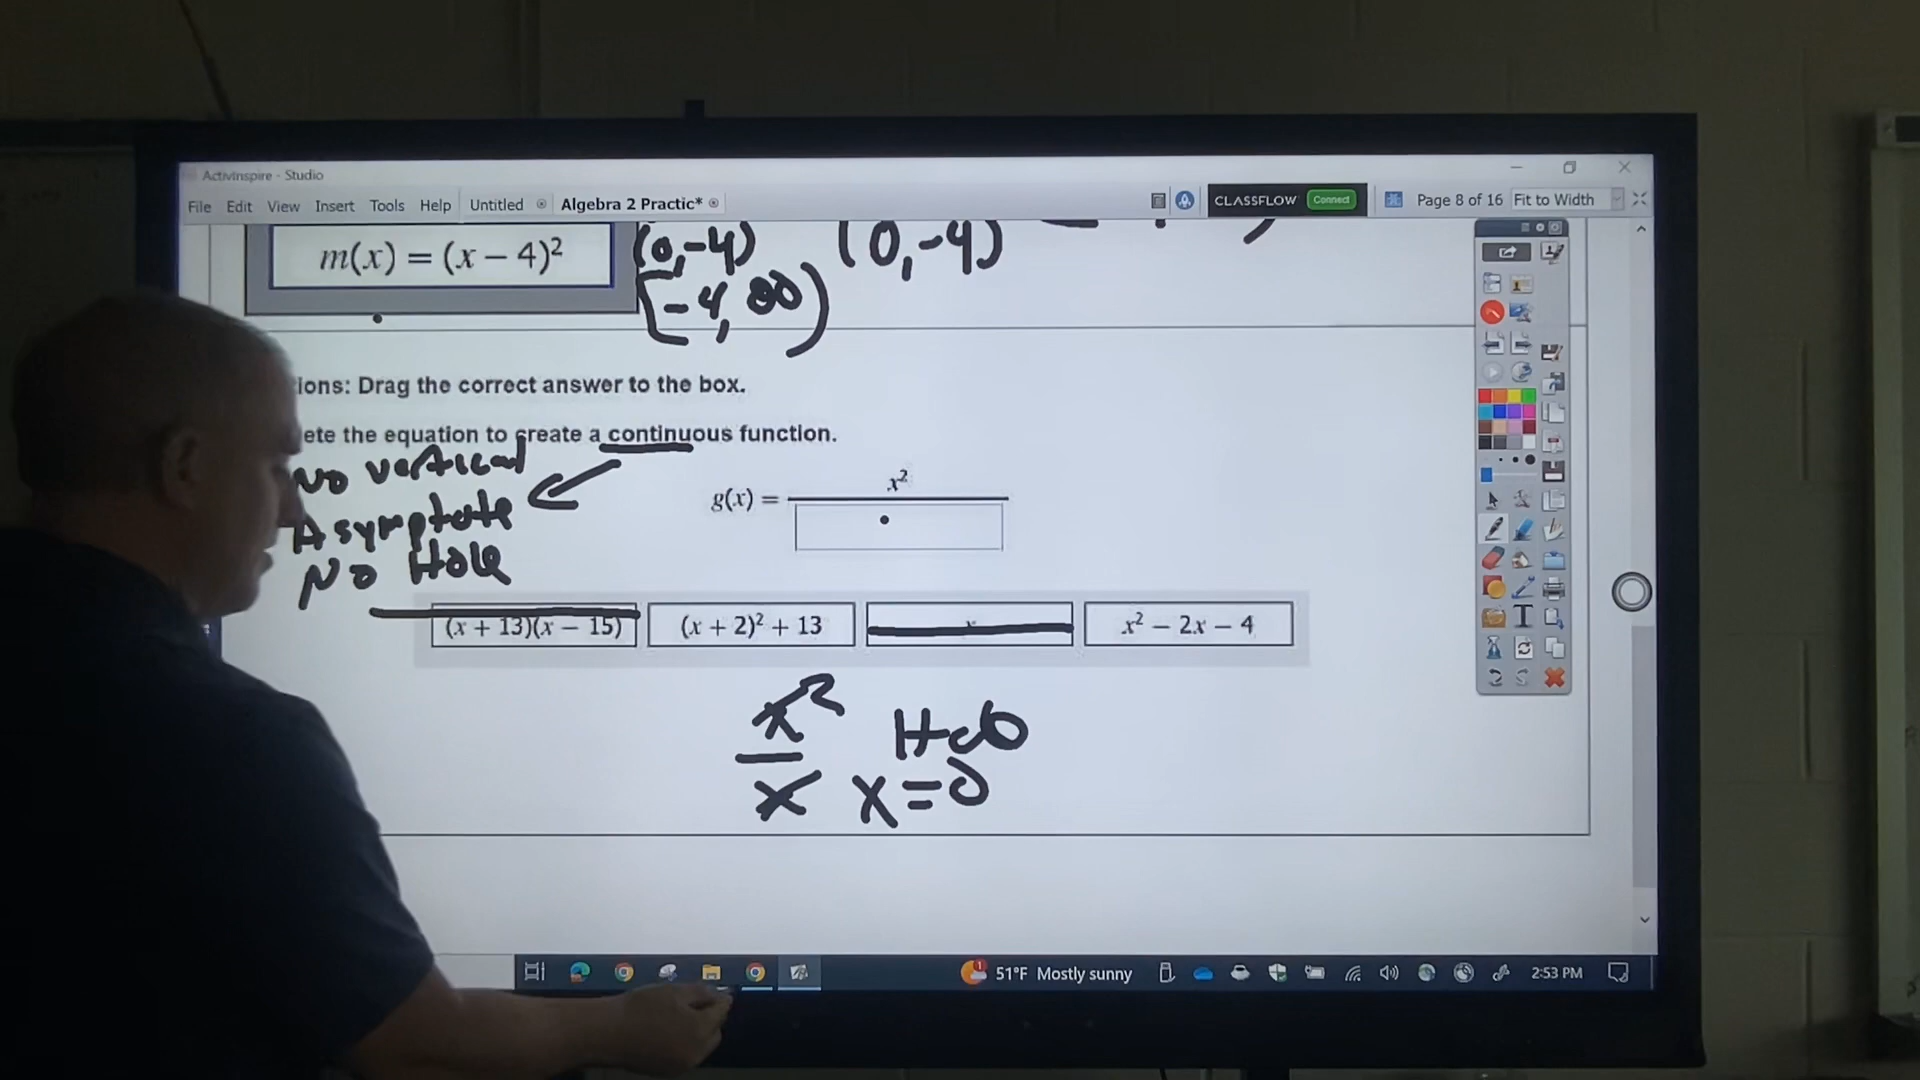 ActivInspire - Studio
File Edit View Insert Tools Help Untitled Algebra 2 Practic*
CLASSFLOW Connect Page 8 of 16 Fit to Width
m(x) = (x – 4)² (0,-4) (0,-4)
[-4, ∞)
ions: Drag the correct answer to the box.
ete the equation to create a continuous function.
No vertical
Asymptote
No Hole
g(x) = x²
(x + 13)(x – 15) (x + 2)² + 13 x x² – 2x – 4
x²
x
x=0
51°F Mostly sunny 2:53 PM